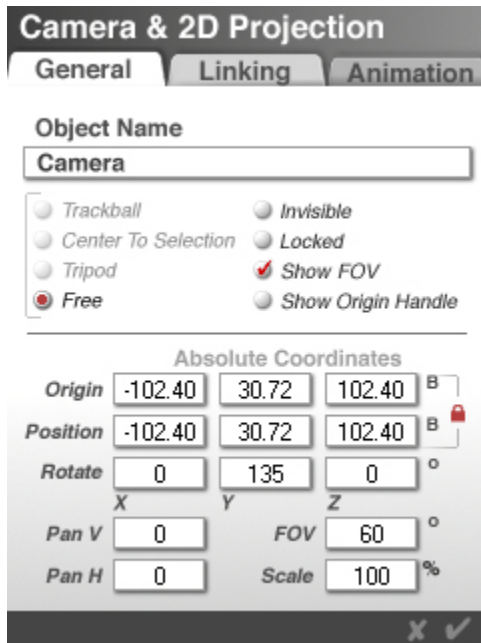 Camera & 2D Projection
General Linking Animation
Object Name
Camera
Trackball Invisible
Center To Selection Locked
Tripod Show FOV
Free Show Origin Handle
Absolute Coordinates
Origin -102.40 30.72 102.40 B
Position -102.40 30.72 102.40 B
Rotate 0 135 0 °
X Y Z
Pan V 0 FOV 60 °
Pan H 0 Scale 100 %